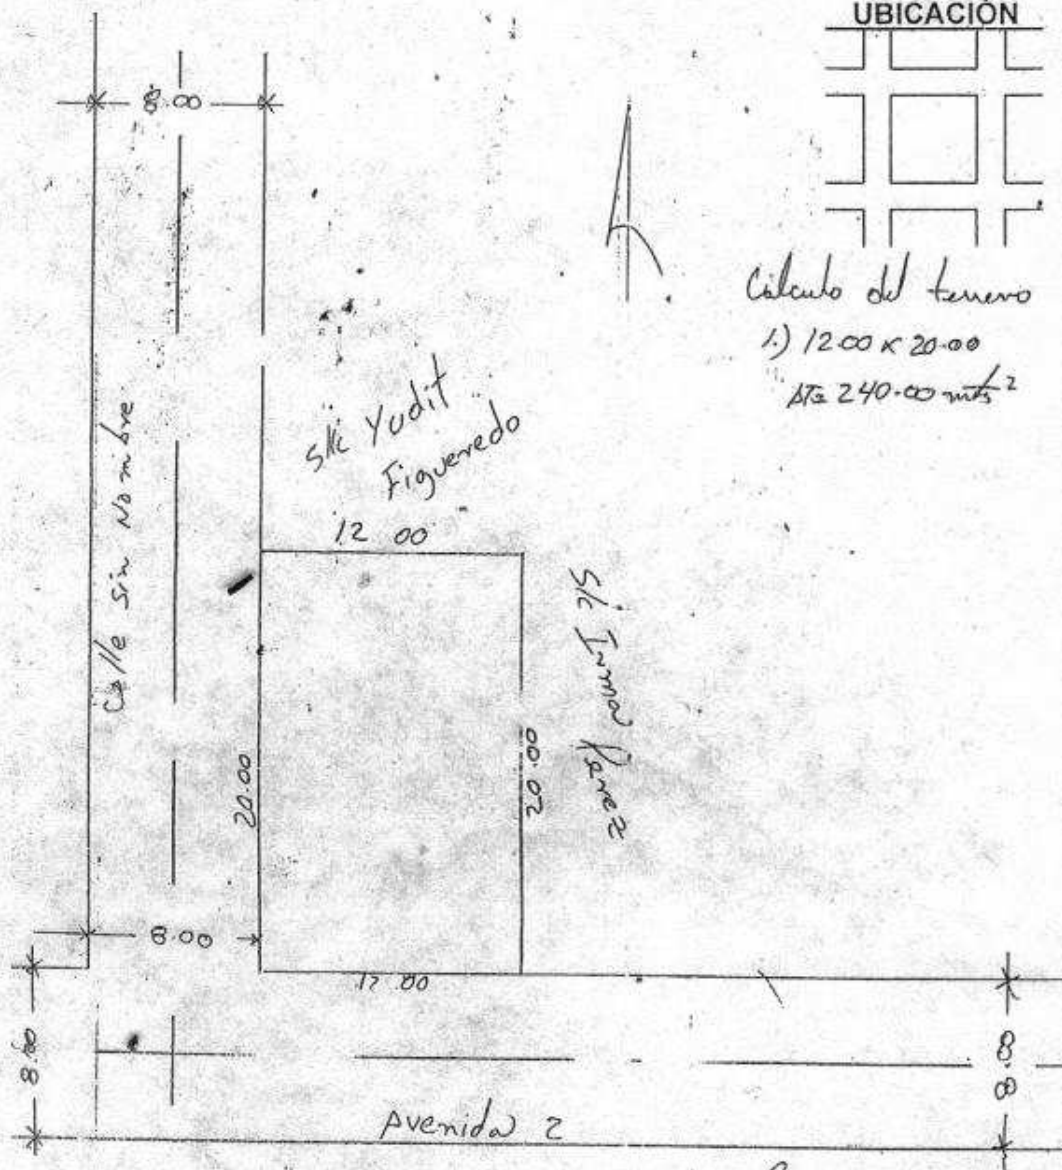 UBICACIÓN
8.00
Cálculo del terreno
1.) 12.00 x 20.00
AT= 240.00 mts²
Calle Sin Nombre
S/c Yudit
Figueredo
12 00
S/c Irma Perez
20.00
20.00
8.00
12.00
8.00
8.00
Avenida 2